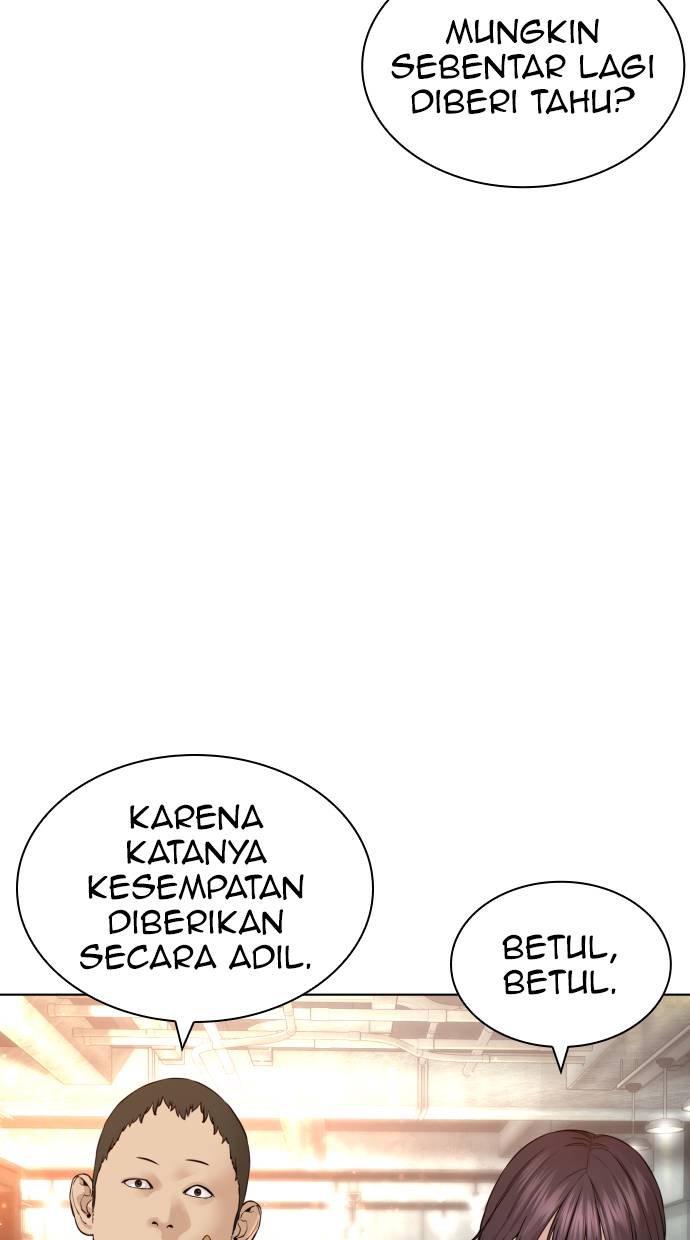 MUNGKIN
SEBENTAR LAGI
DIBERI TAHU?
KARENA
KATANYA
KESEMPATAN
DIBERIKAN
SECARA ADIL.
BETUL,
BETUL.